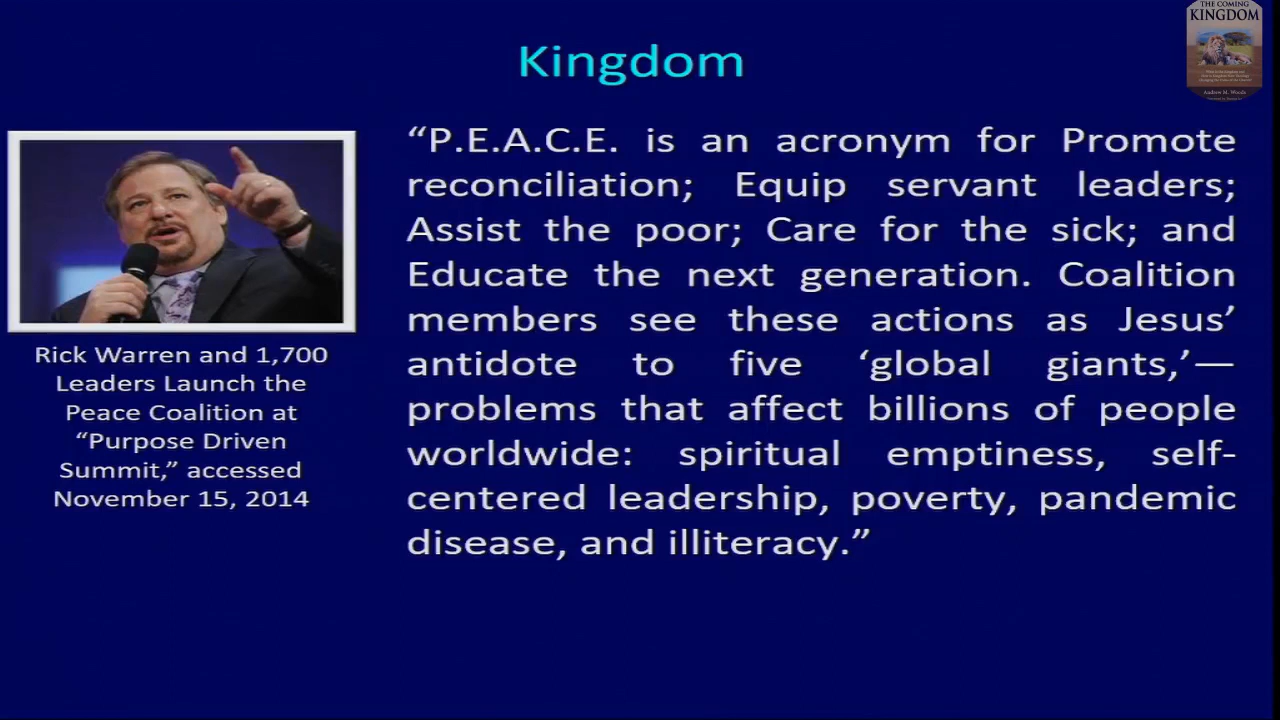 THE COMING
KINGDOM
Kingdom
“P.E.A.C.E. is an acronym for Promote
reconciliation; Equip servant leaders;
Assist the poor; Care for the sick; and
Educate the next generation. Coalition
members see these actions as Jesus’
antidote to five ‘global giants,’—
problems that affect billions of people
worldwide: spiritual emptiness, self-
centered leadership, poverty, pandemic
disease, and illiteracy.”
Rick Warren and 1,700
Leaders Launch the
Peace Coalition at
“Purpose Driven
Summit,” accessed
November 15, 2014
Andrew M. Woods